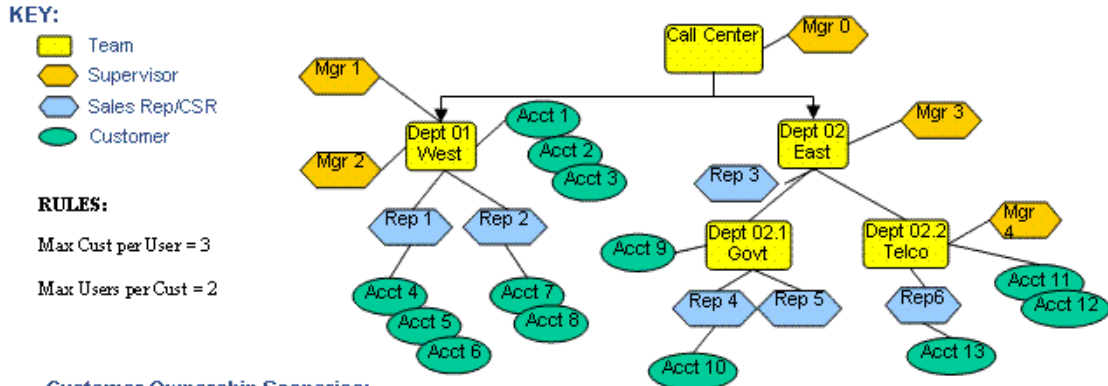 KEY:
Team
Supervisor
Sales Rep/CSR
Customer
RULES:
Max Cust per User = 3
Max Users per Cust = 2
Call Center
Mgr 0
Mgr 1
Mgr 2
Dept 01
West
Acct 1
Acct 2
Acct 3
Dept 02
East
Mgr 3
Rep 3
Rep 1
Rep 2
Acct 4
Acct 5
Acct 6
Acct 7
Acct 8
Acct 9
Dept 02.1
Govt
Dept 02.2
Telco
Mgr
4
Rep 4
Rep 5
Rep6
Acct 11
Acct 12
Acct 10
Acct 13
Customer Ownership Scenarios: